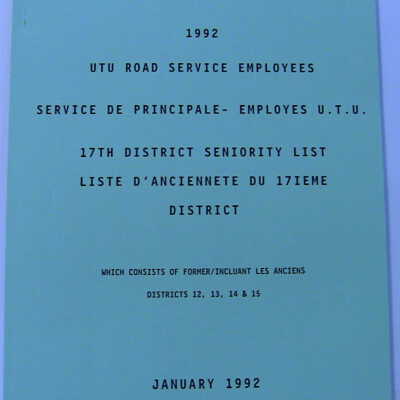 1992
UTU ROAD SERVICE EMPLOYEES
SERVICE DE PRINCIPALE- EMPLOYES U.T.U.
17TH DISTRICT SENIORITY LIST
LISTE D'ANCIENNETE DU 17IEME
DISTRICT
WHICH CONSISTS OF FORMER/INCLUANT LES ANCIENS
DISTRICTS 12, 13, 14 & 15
JANUARY 1992